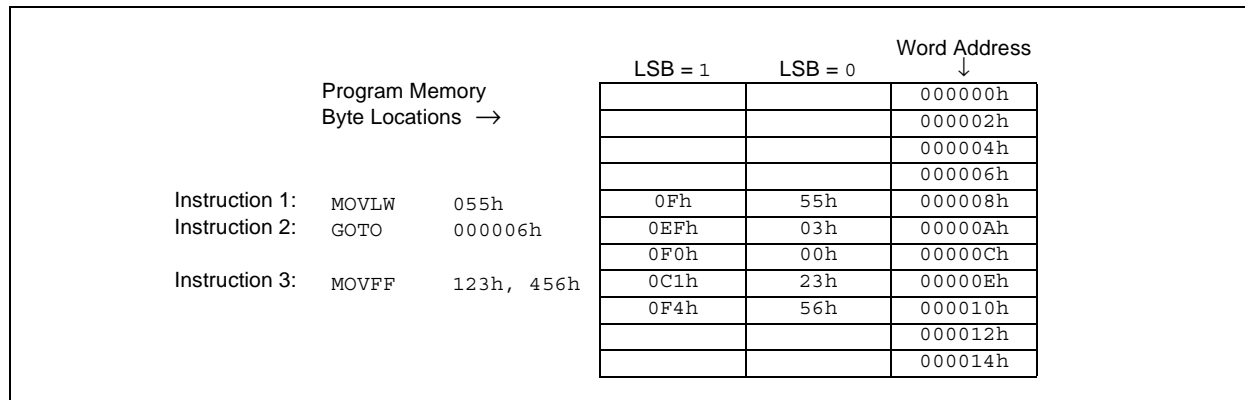 Word Address
LSB = 1 LSB = 0 ↓
Program Memory 000000h
Byte Locations → 000002h
000004h
000006h
Instruction 1: MOVLW 055h 0Fh 55h 000008h
Instruction 2: GOTO 000006h 0EFh 03h 00000Ah
0F0h 00h 00000Ch
Instruction 3: MOVFF 123h, 456h 0C1h 23h 00000Eh
0F4h 56h 000010h
000012h
000014h